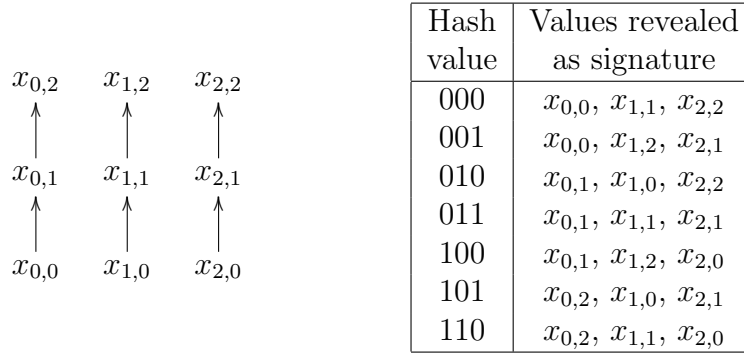 x_{0,2} x_{1,2} x_{2,2}
x_{0,1} x_{1,1} x_{2,1}
x_{0,0} x_{1,0} x_{2,0}
Hash Values revealed
value as signature
000 x_{0,0}, x_{1,1}, x_{2,2}
001 x_{0,0}, x_{1,2}, x_{2,1}
010 x_{0,1}, x_{1,0}, x_{2,2}
011 x_{0,1}, x_{1,1}, x_{2,1}
100 x_{0,1}, x_{1,2}, x_{2,0}
101 x_{0,2}, x_{1,0}, x_{2,1}
110 x_{0,2}, x_{1,1}, x_{2,0}